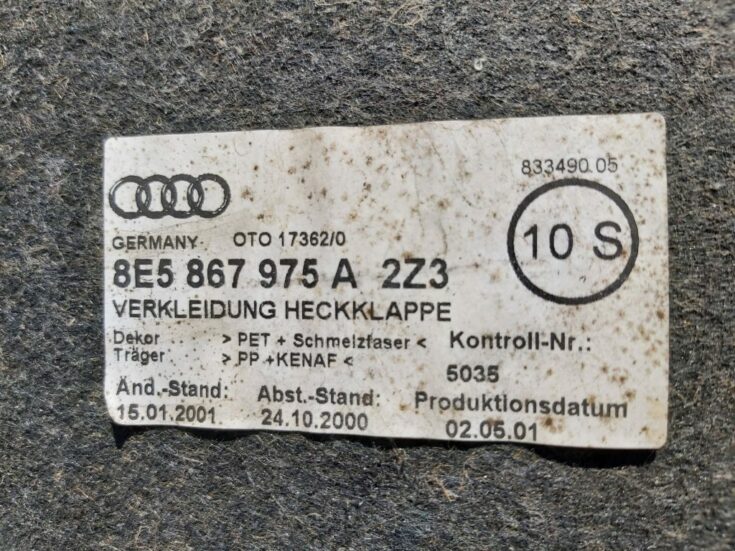 833490 05
10 S
GERMANY OTO 17362/0
8E5 867 975 A 2Z3
VERKLEIDUNG HECKKLAPPE
Dekor > PET + Schmelzfaser <
Träger > PP +KENAF <
Kontroll-Nr.:
5035
Änd.-Stand: Abst.-Stand: Produktionsdatum
15.01.2001 24.10.2000 02.05.01